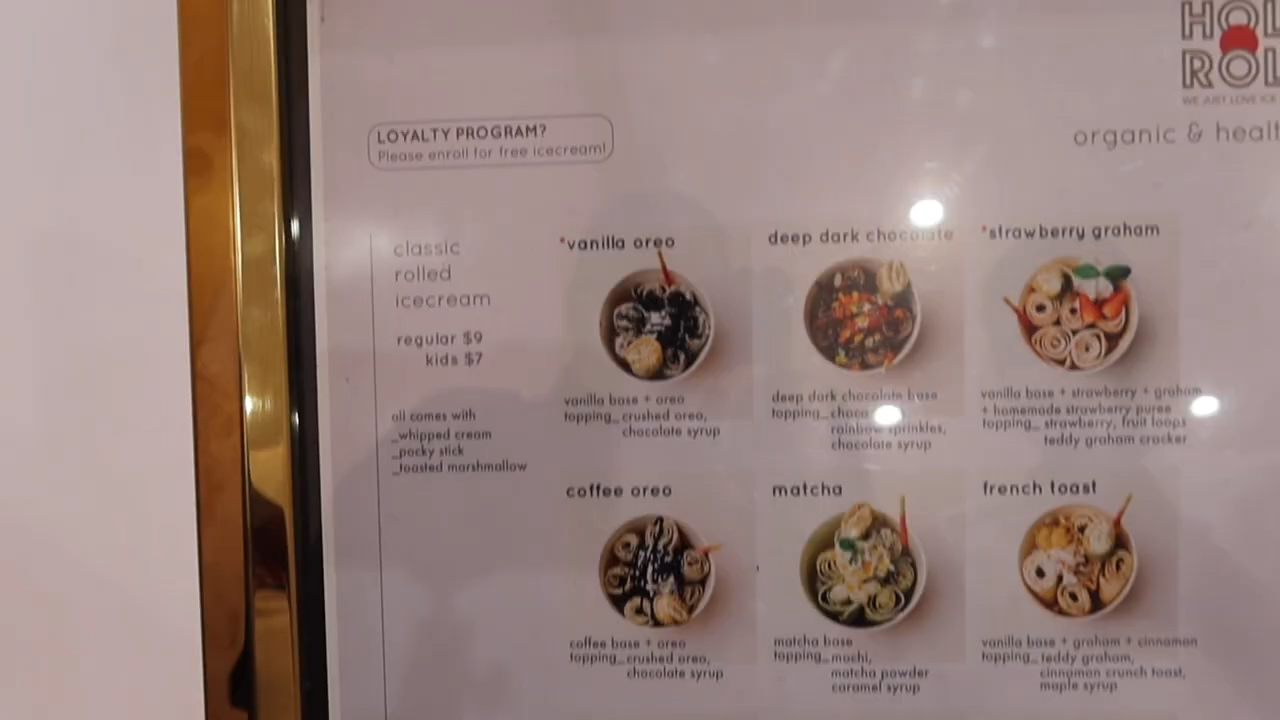 HOL
ROL
WE JUST LOVE ICE
organic & healt
LOYALTY PROGRAM?
Please enroll for free icecream!
classic
rolled
icecream
regular $9
kids $7
all comes with
_whipped cream
_pocky stick
_toasted marshmallow
*vanilla oreo
vanilla base + oreo
topping_ crushed oreo,
chocolate syrup
deep dark chocolate
deep dark chocolate base
topping_ choco
rainbow sprinkles,
chocolate syrup
*strawberry graham
vanilla base + strawberry + graham
+ homemade strawberry puree
topping_ strawberry, fruit loops
teddy graham cracker
coffee oreo
coffee base + oreo
topping_ crushed oreo,
chocolate syrup
matcha
matcha base
topping_ mochi,
matcha powder
caramel syrup
french toast
vanilla base + graham + cinnamon
topping_ teddy graham,
cinnamon crunch toast,
maple syrup